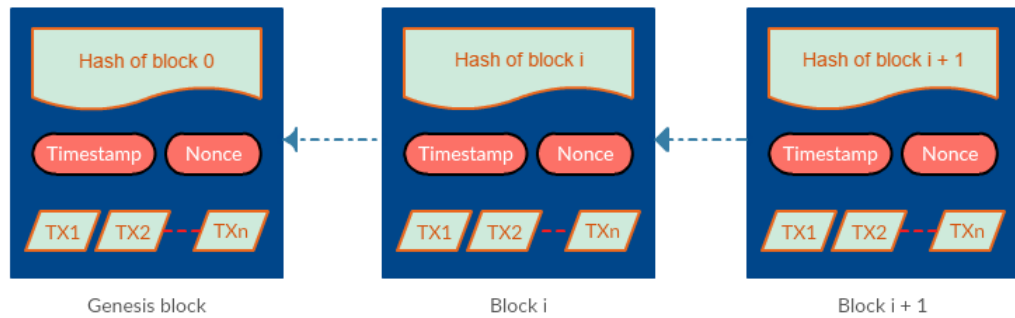 Hash of block 0
Timestamp Nonce
TX1 TX2 TXn
Genesis block
Hash of block i
Timestamp Nonce
TX1 TX2 TXn
Block i
Hash of block i + 1
Timestamp Nonce
TX1 TX2 TXn
Block i + 1